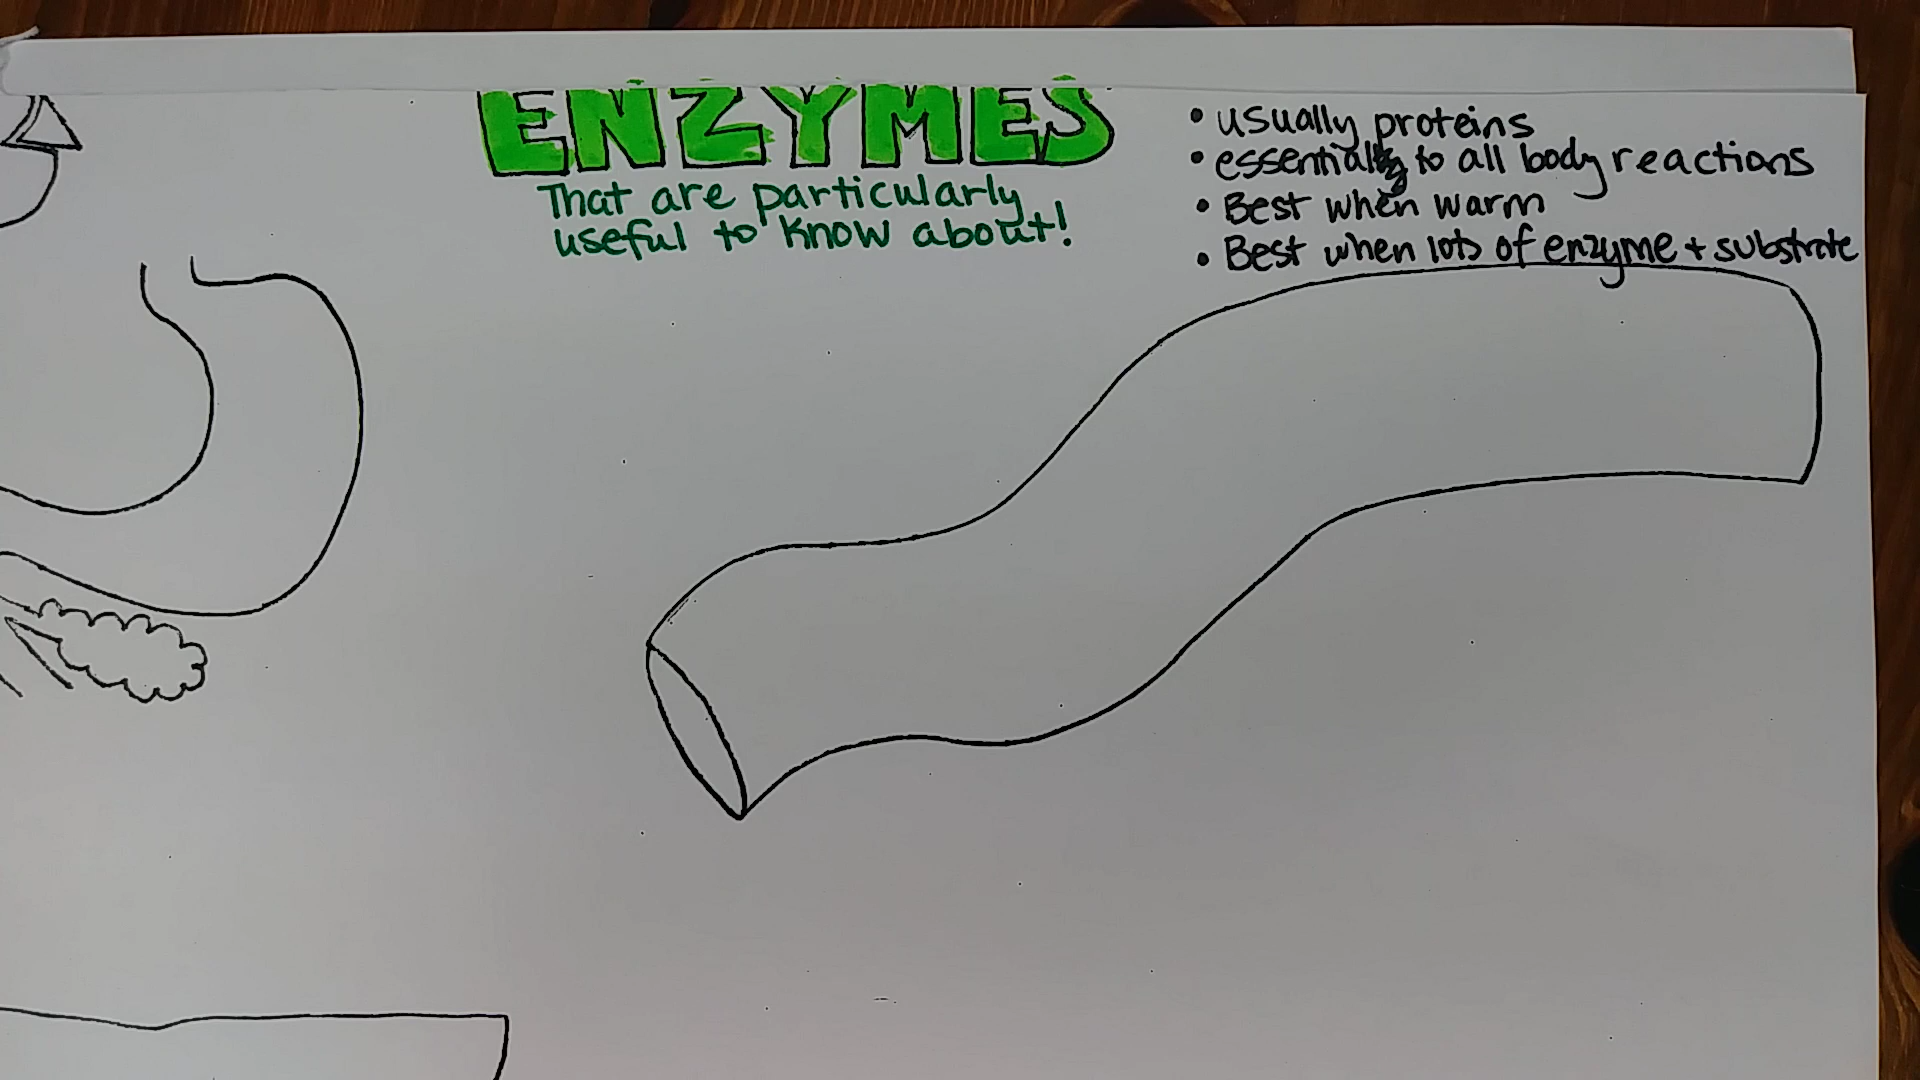 ENZYMES
That are particularly
useful to know about!
• usually proteins
• essential to all body reactions
• Best when warm
• Best when lots of enzyme + substrate